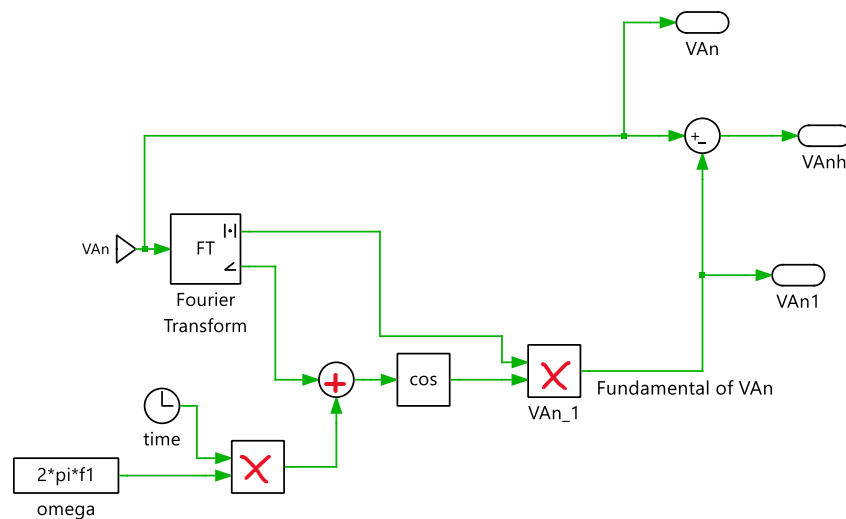 VAn
+
-
VAnh
VAn
FT
|•|
∠
Fourier
Transform
VAn1
+
cos
×
Fundamental of VAn
VAn_1
time
×
2*pi*f1
omega